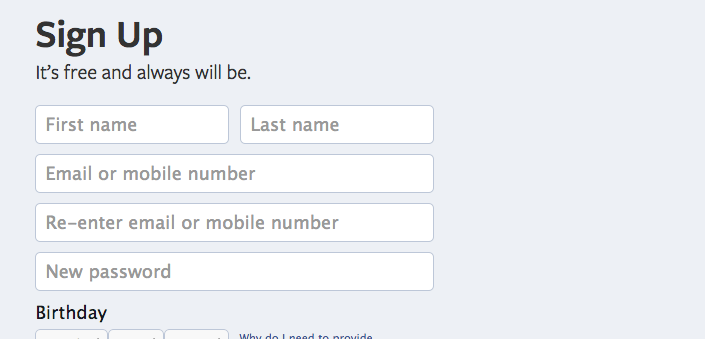 Sign Up
It's free and always will be.
First name Last name
Email or mobile number
Re-enter email or mobile number
New password
Birthday
Why do I need to provide